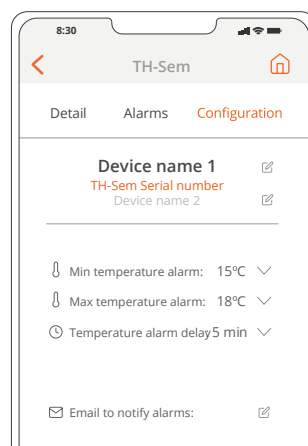 8:30
TH-Sem
Detail Alarms Configuration
Device name 1
TH-Sem Serial number
Device name 2
Min temperature alarm: 15ºC
Max temperature alarm: 18ºC
Temperature alarm delay 5 min
Email to notify alarms: